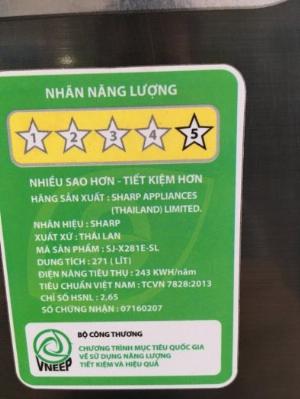 NHÃN NĂNG LƯỢNG
1 2 3 4 5
NHIỀU SAO HƠN - TIẾT KIỆM HƠN
HÃNG SẢN XUẤT : SHARP APPLIANCES
(THAILAND) LIMITED.
NHÃN HIỆU : SHARP
XUẤT XỨ : THÁI LAN
MÃ SẢN PHẨM : SJ-X281E-SL
DUNG TÍCH : 271 ( LÍT)
ĐIỆN NĂNG TIÊU THỤ : 243 KWH/năm
TIÊU CHUẨN VIỆT NAM : TCVN 7828:2013
CHỈ SỐ HSNL : 2,65
SỐ CHỨNG NHẬN : 07160207
BỘ CÔNG THƯƠNG
CHƯƠNG TRÌNH MỤC TIÊU QUỐC GIA
VỀ SỬ DỤNG NĂNG LƯỢNG
TIẾT KIỆM VÀ HIỆU QUẢ
VNEEP